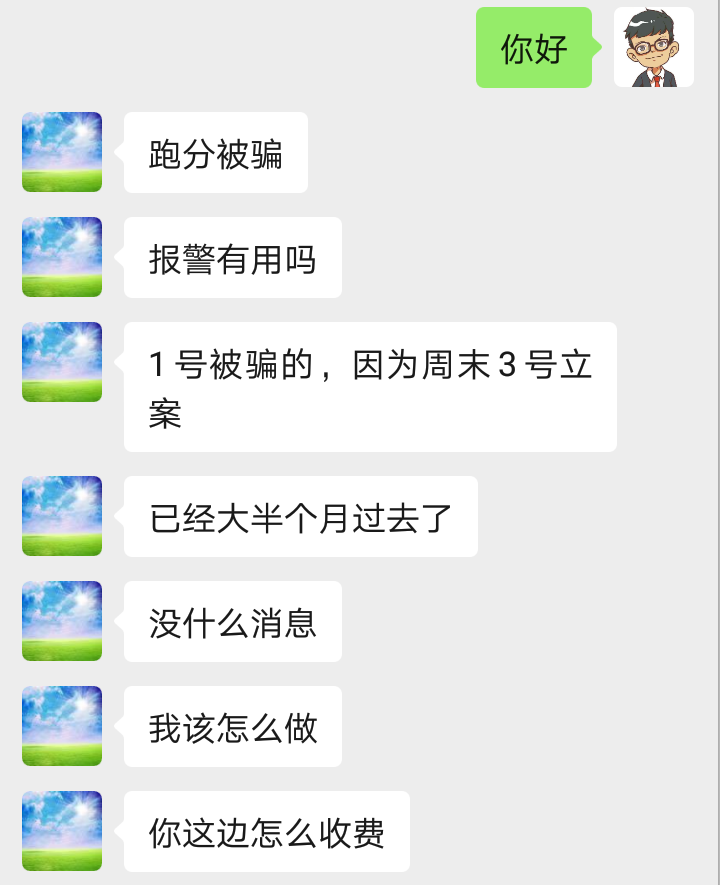 你好
跑分被骗
报警有用吗
1号被骗的，因为周末3号立
案
已经大半个月过去了
没什么消息
我该怎么做
你这边怎么收费